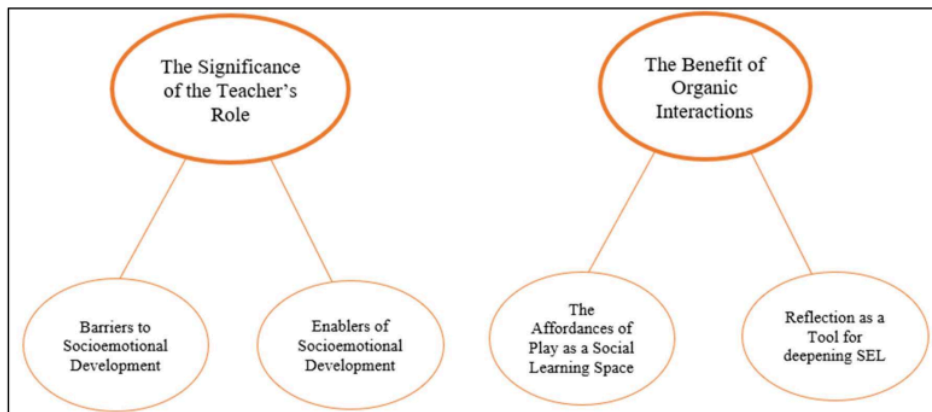 The Significance
of the Teacher's
Role
The Benefit of
Organic
Interactions
Barriers to
Socioemotional
Development
Enablers of
Socioemotional
Development
The
Affordances of
Play as a Social
Learning Space
Reflection as a
Tool for
deepening SEL